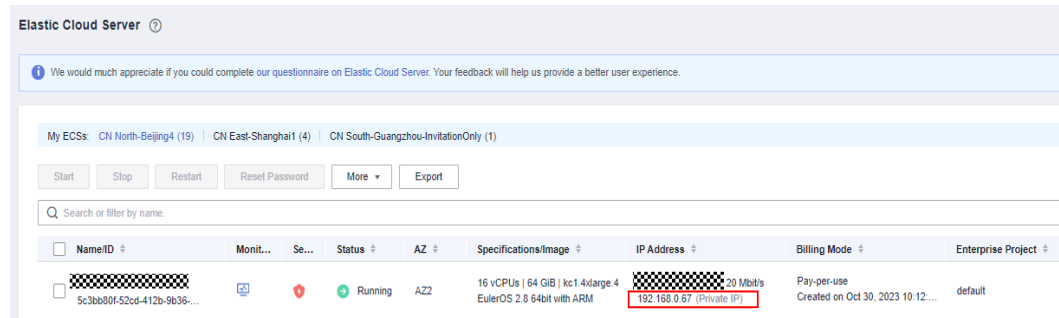 Elastic Cloud Server
We would much appreciate if you could complete our questionnaire on Elastic Cloud Server. Your feedback will help us provide a better user experience.
My ECSs: CN North-Beijing4 (19) | CN East-Shanghai1 (4) | CN South-Guangzhou-InvitationOnly (1)
Start Stop Restart Reset Password More Export
Search or filter by name.
Name/ID Monit... Se... Status AZ Specifications/Image IP Address Billing Mode Enterprise Project
16 vCPUs | 64 GiB | kc1.4xlarge.4 20 Mbit/s Pay-per-use
5c3bb80f-52cd-412b-9b36-... Running AZ2 EulerOS 2.8 64bit with ARM 192.168.0.67 (Private IP) Created on Oct 30, 2023 10:12:... default